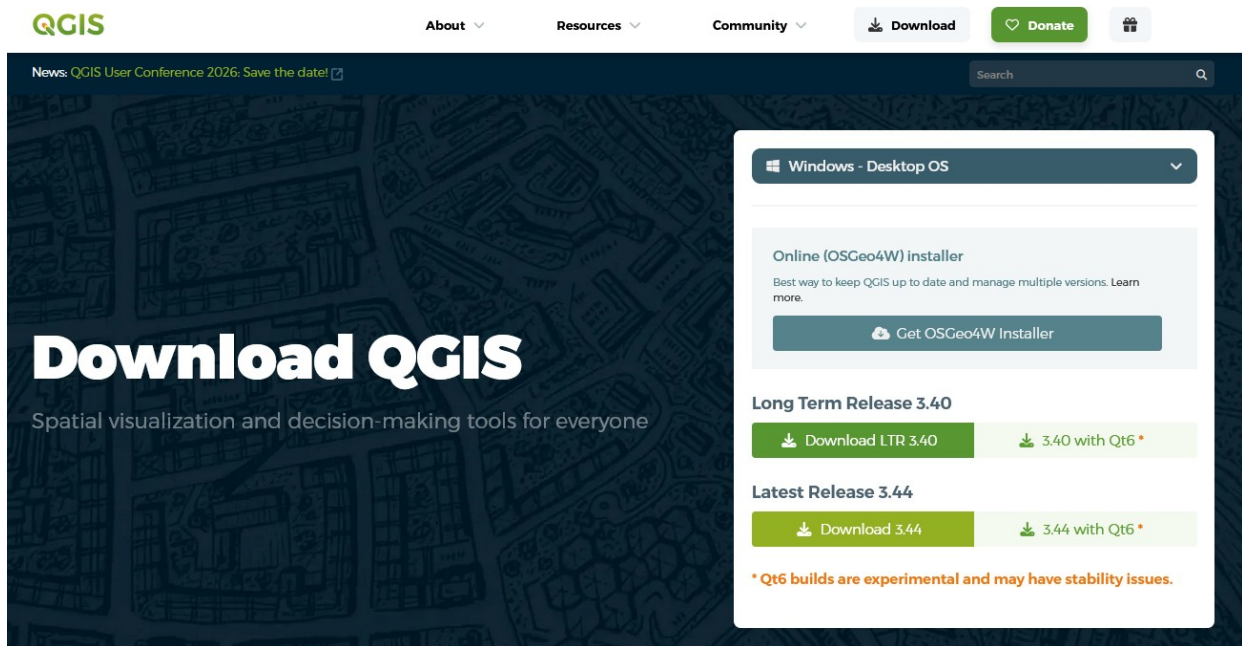 QGIS
About
Resources
Community
Download
Donate
News: QGIS User Conference 2026: Save the date!
Search
Windows - Desktop OS
Online (OSGeo4W) installer
Best way to keep QGIS up to date and manage multiple versions. Learn
more.
Get OSGeo4W Installer
Download QGIS
Spatial visualization and decision-making tools for everyone
Long Term Release 3.40
Download LTR 3.40
3.40 with Qt6 *
Latest Release 3.44
Download 3.44
3.44 with Qt6 *
* Qt6 builds are experimental and may have stability issues.